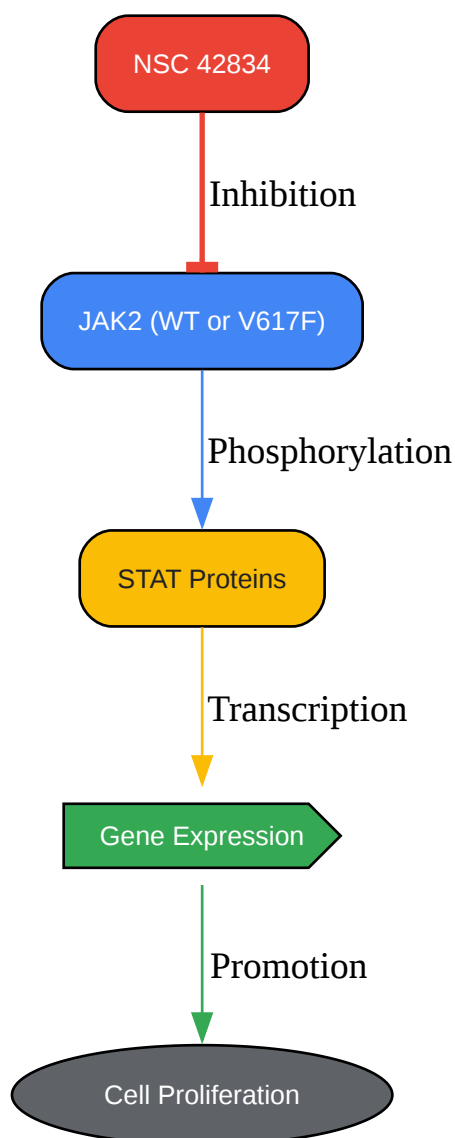 NSC 42834
Inhibition
JAK2 (WT or V617F)
Phosphorylation
STAT Proteins
Transcription
Gene Expression
Promotion
Cell Proliferation